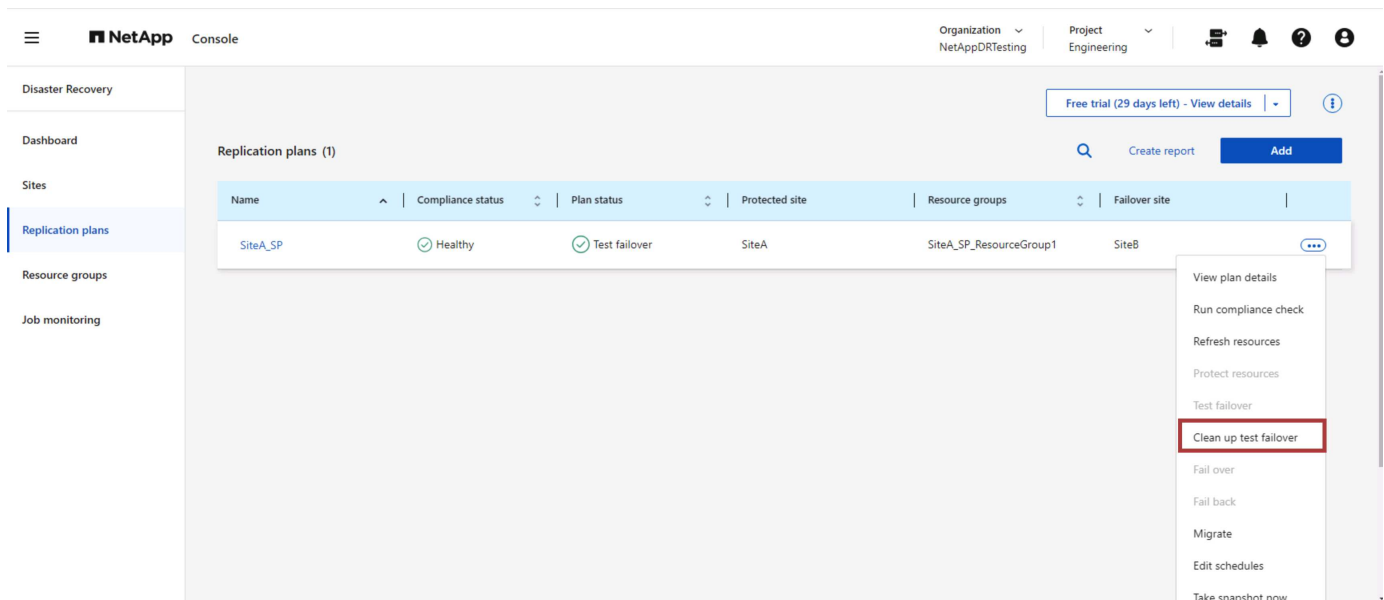 NetApp Console
Organization
NetAppDRTesting
Project
Engineering
Disaster Recovery
Dashboard
Sites
Replication plans
Resource groups
Job monitoring
Free trial (29 days left) - View details
Replication plans (1)
Create report
Add
Name Compliance status Plan status Protected site Resource groups Failover site
SiteA_SP Healthy Test failover SiteA SiteA_SP_ResourceGroup1 SiteB
View plan details
Run compliance check
Refresh resources
Protect resources
Test failover
Clean up test failover
Fail over
Fail back
Migrate
Edit schedules
Take snapshot now